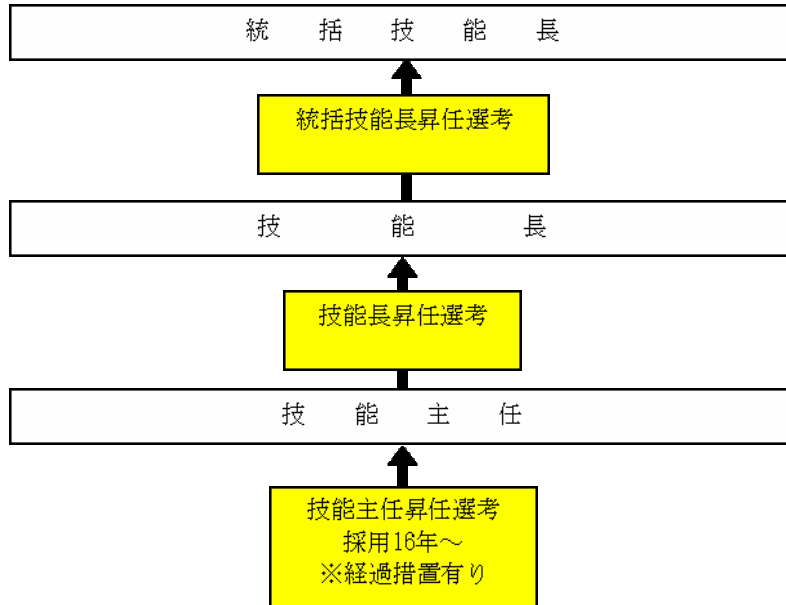 統括技能長
統括技能長昇任選考
技能長
技能長昇任選考
技能主任
技能主任昇任選考
採用16年～
※経過措置有り